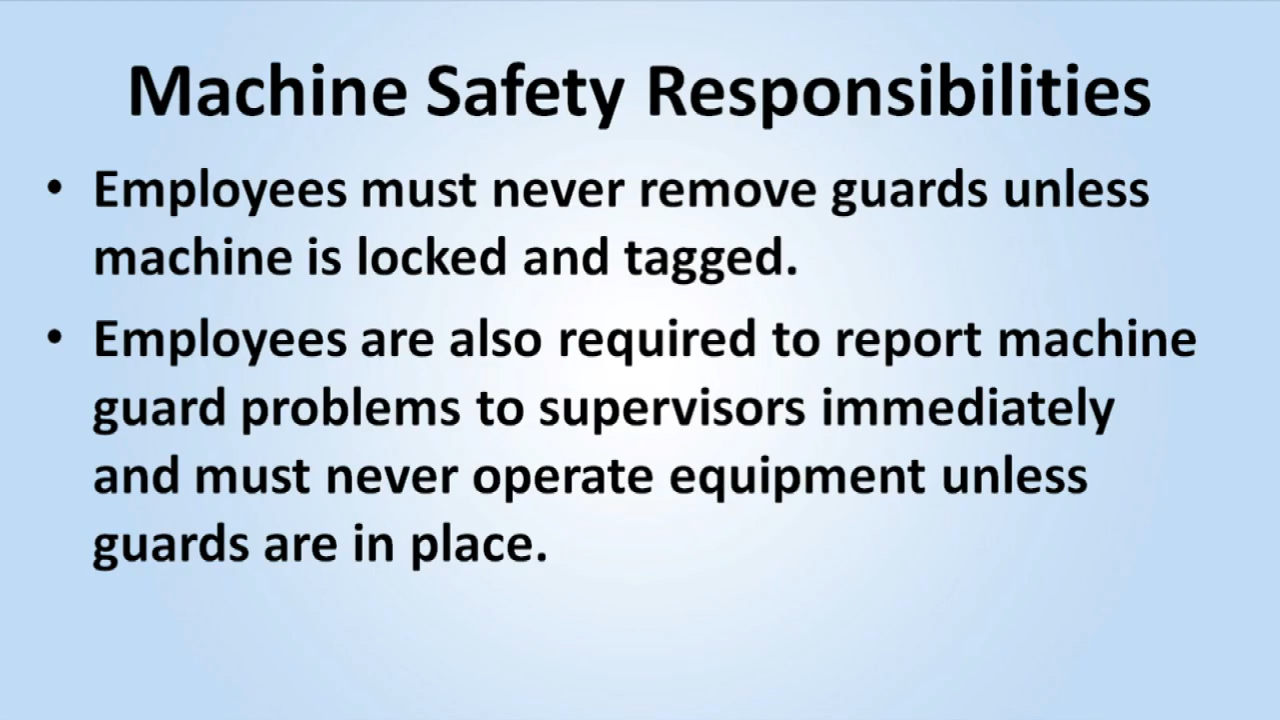 Machine Safety Responsibilities
• Employees must never remove guards unless
machine is locked and tagged.
• Employees are also required to report machine
guard problems to supervisors immediately
and must never operate equipment unless
guards are in place.